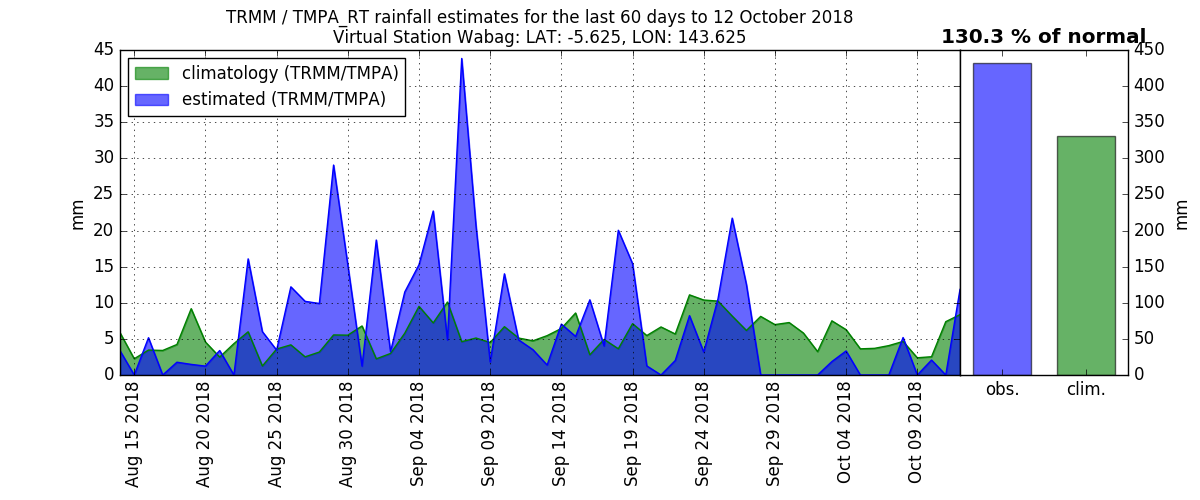 TRMM / TMPA_RT rainfall estimates for the last 60 days to 12 October 2018
Virtual Station Wabag: LAT: -5.625, LON: 143.625
130.3 % of normal
climatology (TRMM/TMPA)
estimated (TRMM/TMPA)
45
40
35
30
25
20
15
10
5
0
mm
Aug 15 2018
Aug 20 2018
Aug 25 2018
Aug 30 2018
Sep 04 2018
Sep 09 2018
Sep 14 2018
Sep 19 2018
Sep 24 2018
Sep 29 2018
Oct 04 2018
Oct 09 2018
450
400
350
300
250
200
150
100
50
0
mm
obs.
clim.